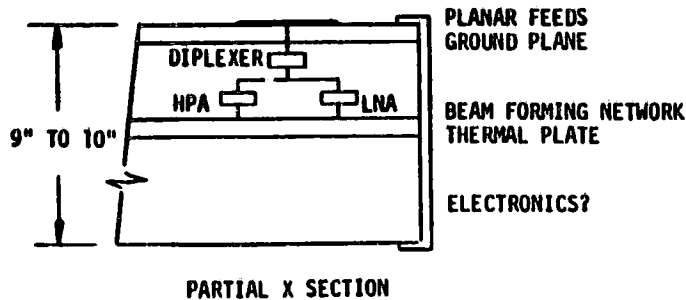 PLANAR FEEDS
GROUND PLANE
DIPLEXER
HPA
LNA
BEAM FORMING NETWORK
THERMAL PLATE
9" TO 10"
ELECTRONICS?
PARTIAL X SECTION